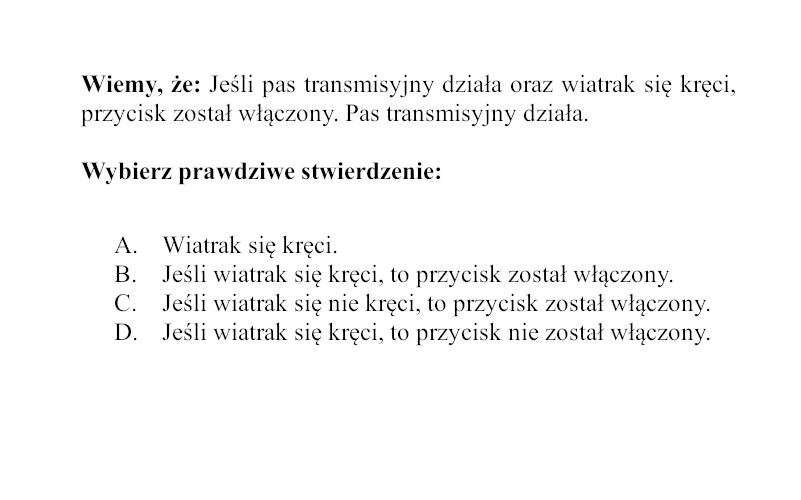 Wiemy, że: Jeśli pas transmisyjny działa oraz wiatrak się kręci,
przycisk został włączony. Pas transmisyjny działa.
Wybierz prawdziwe stwierdzenie:
A. Wiatrak się kręci.
B. Jeśli wiatrak się kręci, to przycisk został włączony.
C. Jeśli wiatrak się nie kręci, to przycisk został włączony.
D. Jeśli wiatrak się kręci, to przycisk nie został włączony.